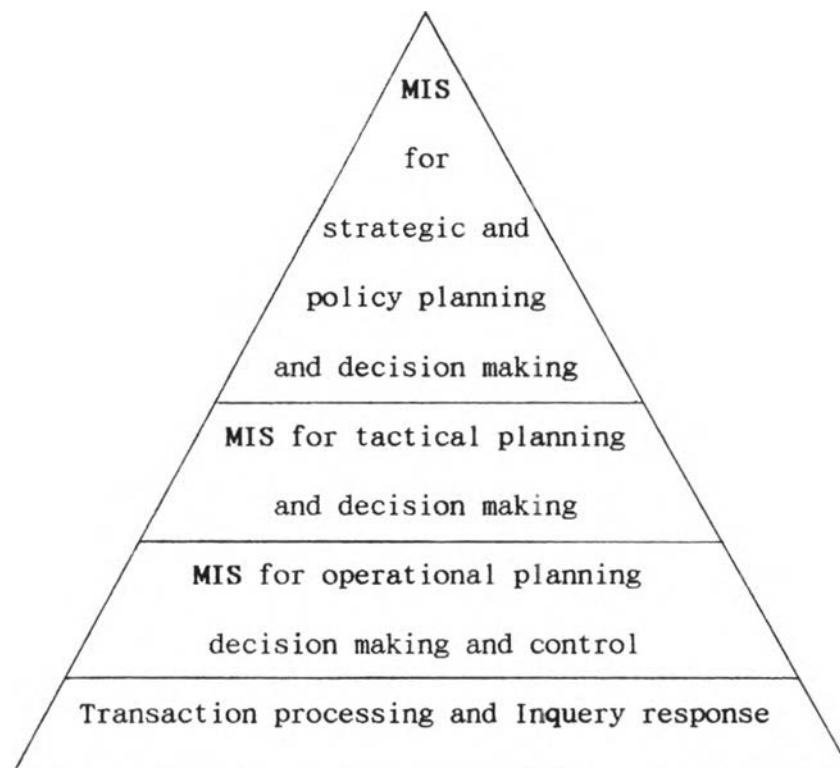 MIS
for
strategic and
policy planning
and decision making
MIS for tactical planning
and decision making
MIS for operational planning
decision making and control
Transaction processing and Inquery response